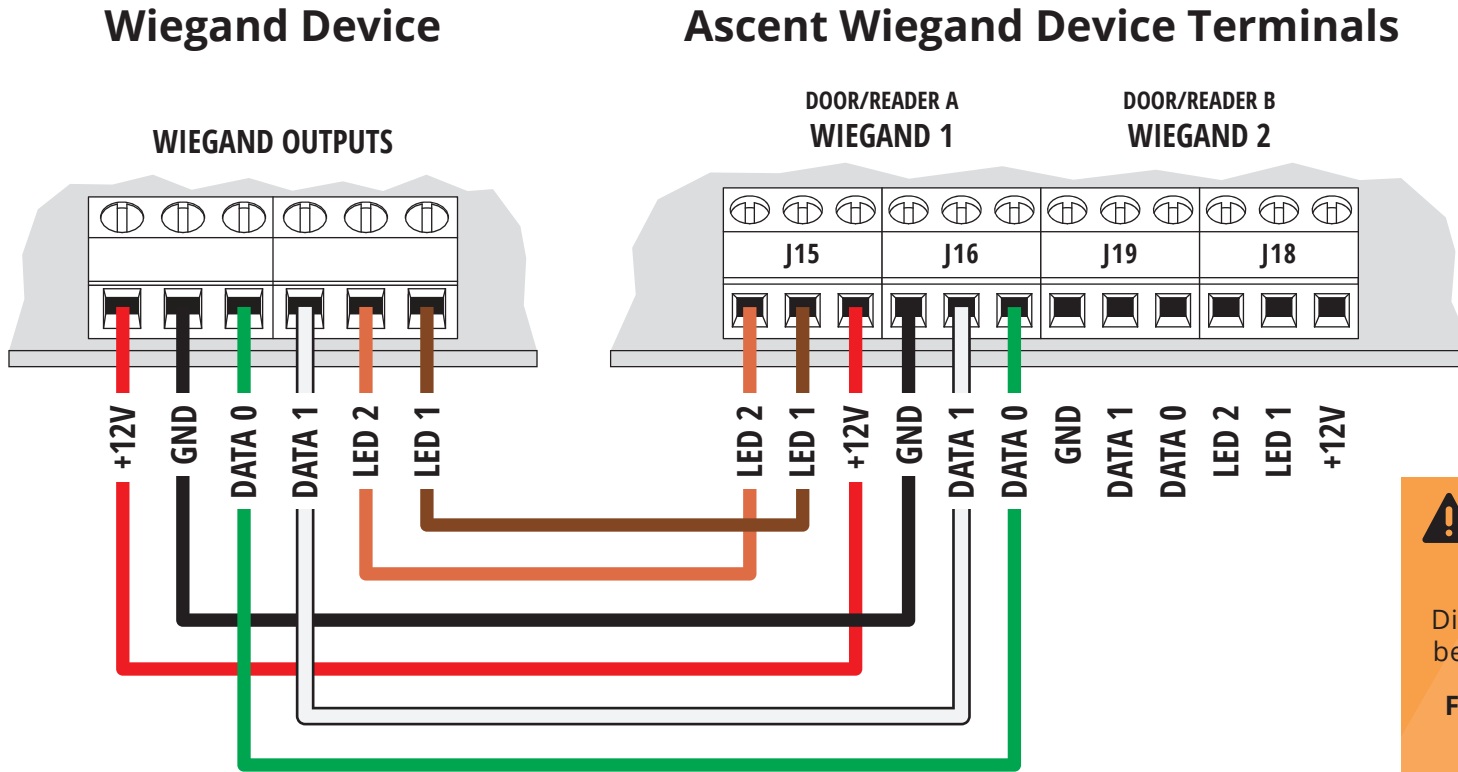 Wiegand Device
Ascent Wiegand Device Terminals
WIEGAND OUTPUTS
DOOR/READER A
WIEGAND 1
DOOR/READER B
WIEGAND 2
J15
J16
J19
J18
+12V
GND
DATA 0
DATA 1
LED 2
LED 1
LED 2
LED 1
+12V
GND
DATA 1
DATA 0
GND
DATA 1
DATA 0
LED 2
LED 1
+12V
Di
be
F